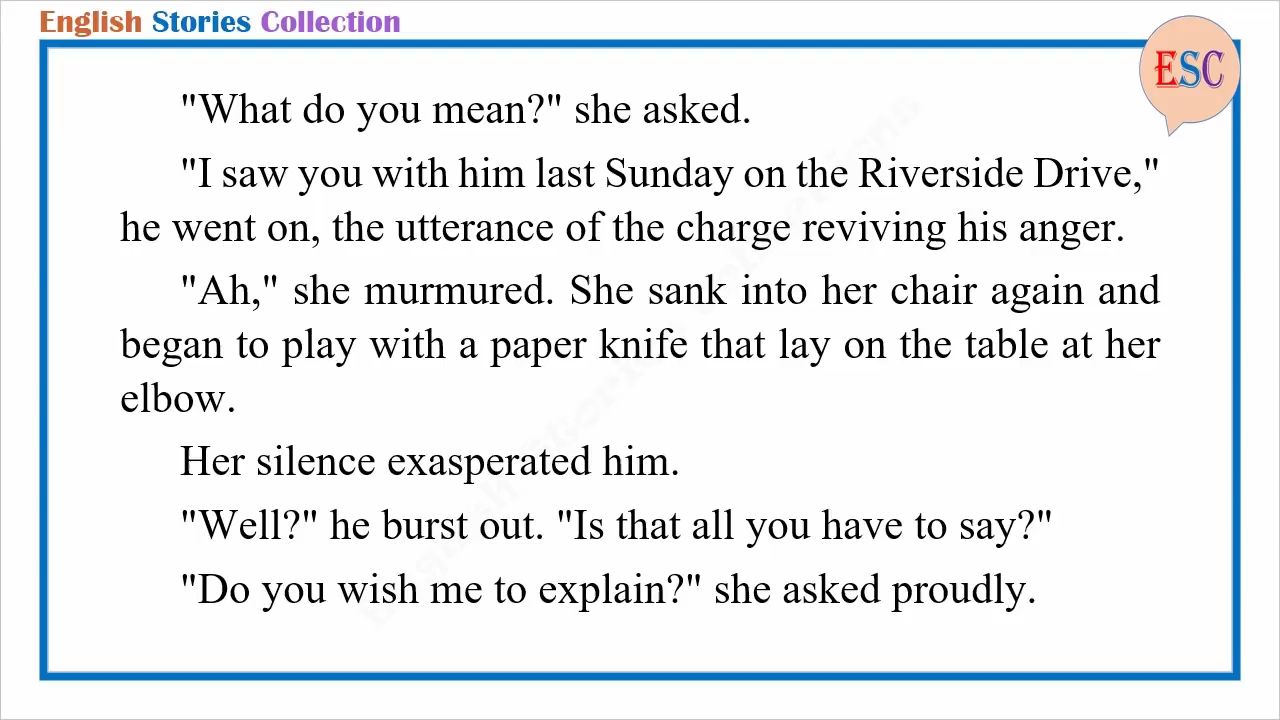 English Stories Collection
ESC
"What do you mean?" she asked.
"I saw you with him last Sunday on the Riverside Drive,"
he went on, the utterance of the charge reviving his anger.
"Ah," she murmured. She sank into her chair again and
began to play with a paper knife that lay on the table at her
elbow.
Her silence exasperated him.
"Well?" he burst out. "Is that all you have to say?"
"Do you wish me to explain?" she asked proudly.